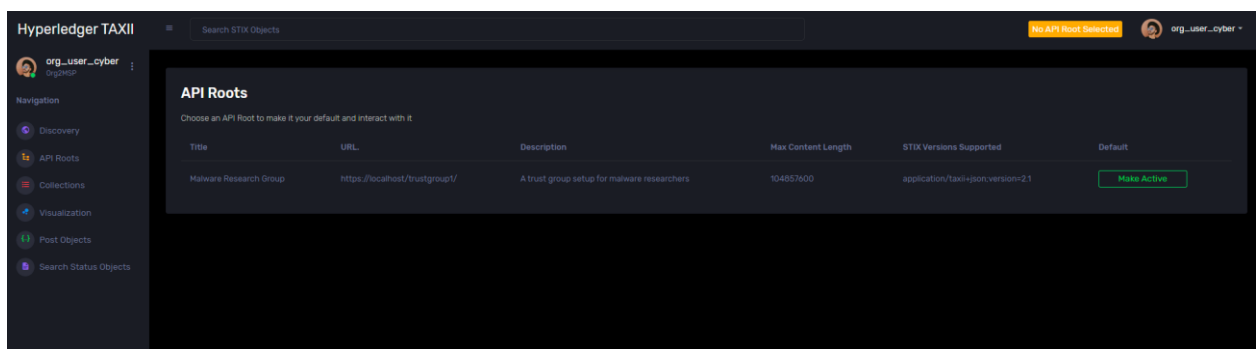 Hyperledger TAXII
Search STIX Objects
No API Root Selected
org_user_cyber
org_user_cyber
Org2MSP
Navigation
Discovery
API Roots
Collections
Visualization
Post Objects
Search Status Objects
API Roots
Choose an API Root to make it your default and interact with it
Title URL. Description Max Content Length STIX Versions Supported Default
Malware Research Group https://localhost/trustgroup1/ A trust group setup for malware researchers 104857600 application/taxii+json;version=2.1 Make Active